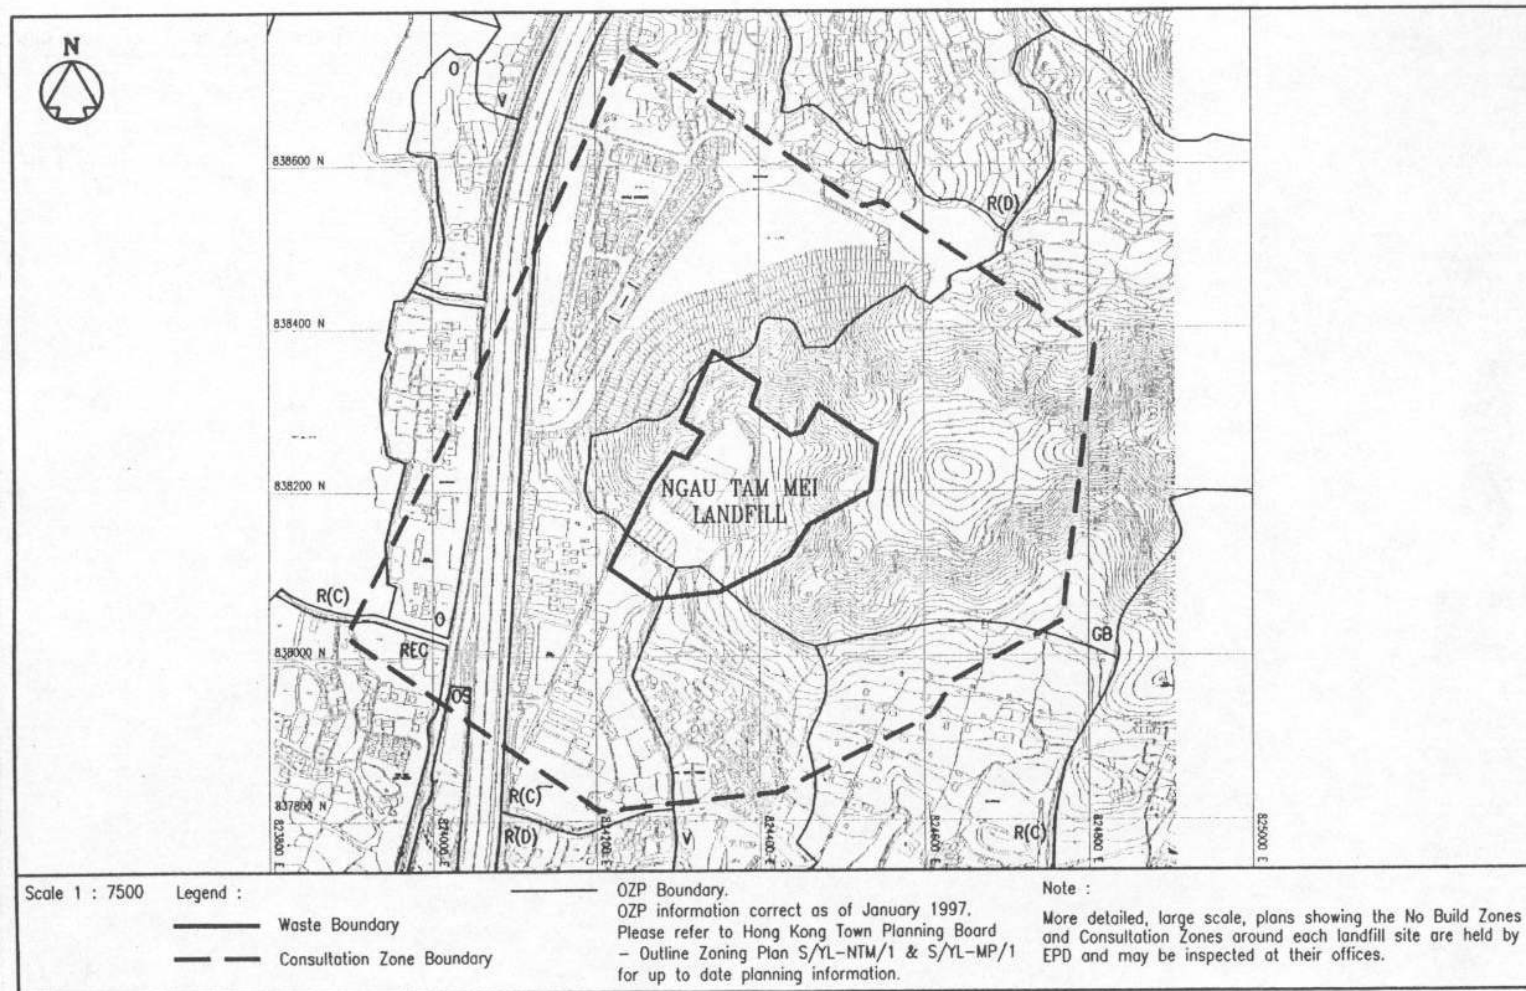 N
O
V
838600 N
R(D)
838400 N
838200 N
NGAU TAM MEI
LANDFILL
R(C)
O
REC
GB
838000 N
OS
R(C)
R(D)
V
R(C)
837800 N
823800 E
824000 E
824200 E
824400 E
824600 E
824800 E
825000 E
Scale 1 : 7500
Legend :
Waste Boundary
Consultation Zone Boundary
OZP Boundary.
OZP information correct as of January 1997.
Please refer to Hong Kong Town Planning Board
– Outline Zoning Plan S/YL-NTM/1 & S/YL-MP/1
for up to date planning information.
Note :
More detailed, large scale, plans showing the No Build Zones
and Consultation Zones around each landfill site are held by
EPD and may be inspected at their offices.